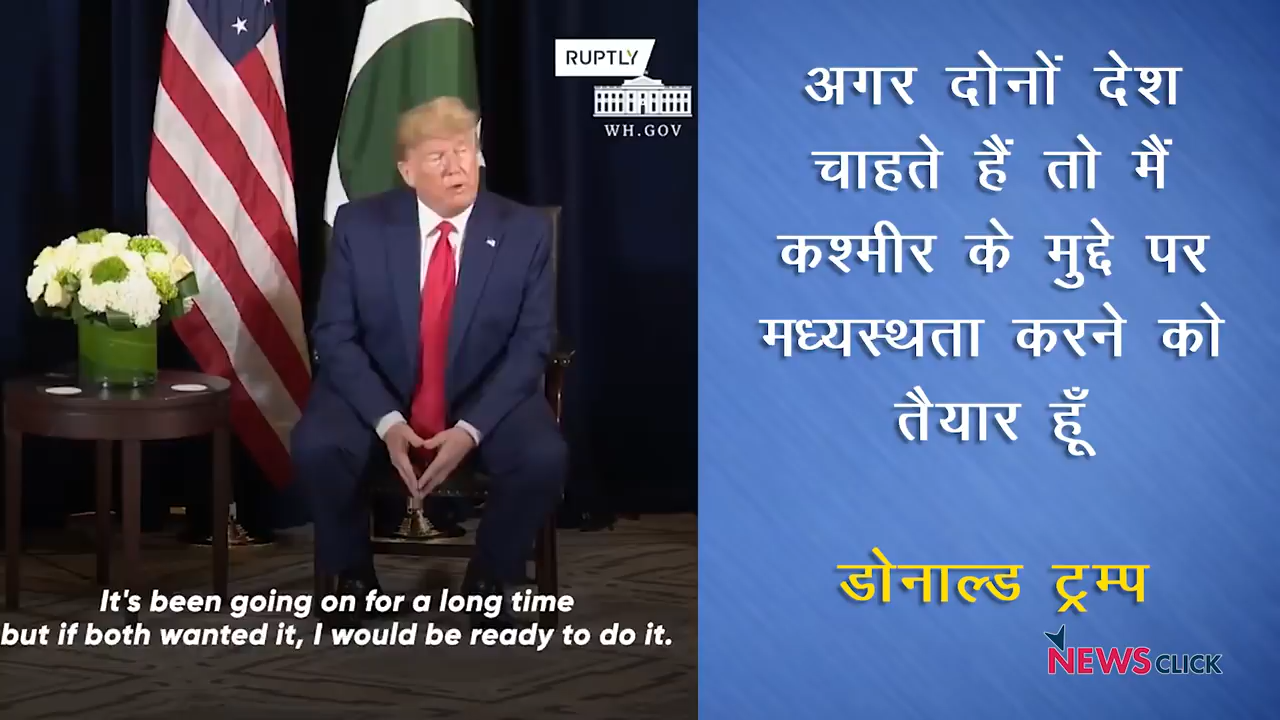 RUPTLY
WH.GOV
It's been going on for a long time
but if both wanted it, I would be ready to do it.
अगर दोनों देश
चाहते हैं तो मैं
कश्मीर के मुद्दे पर
मध्यस्थता करने को
तैयार हूँ
डोनाल्ड ट्रम्प
NEWSCLICK